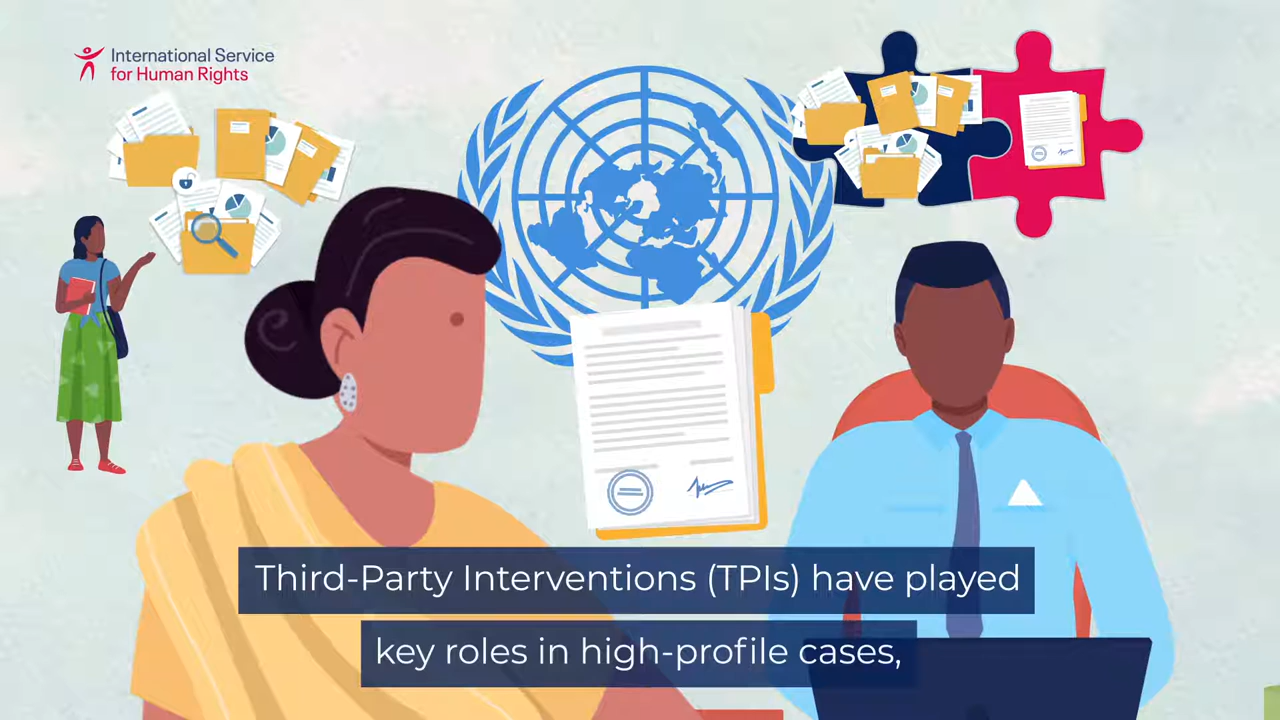 International Service
for Human Rights
Third-Party Interventions (TPIs) have played
key roles in high-profile cases,